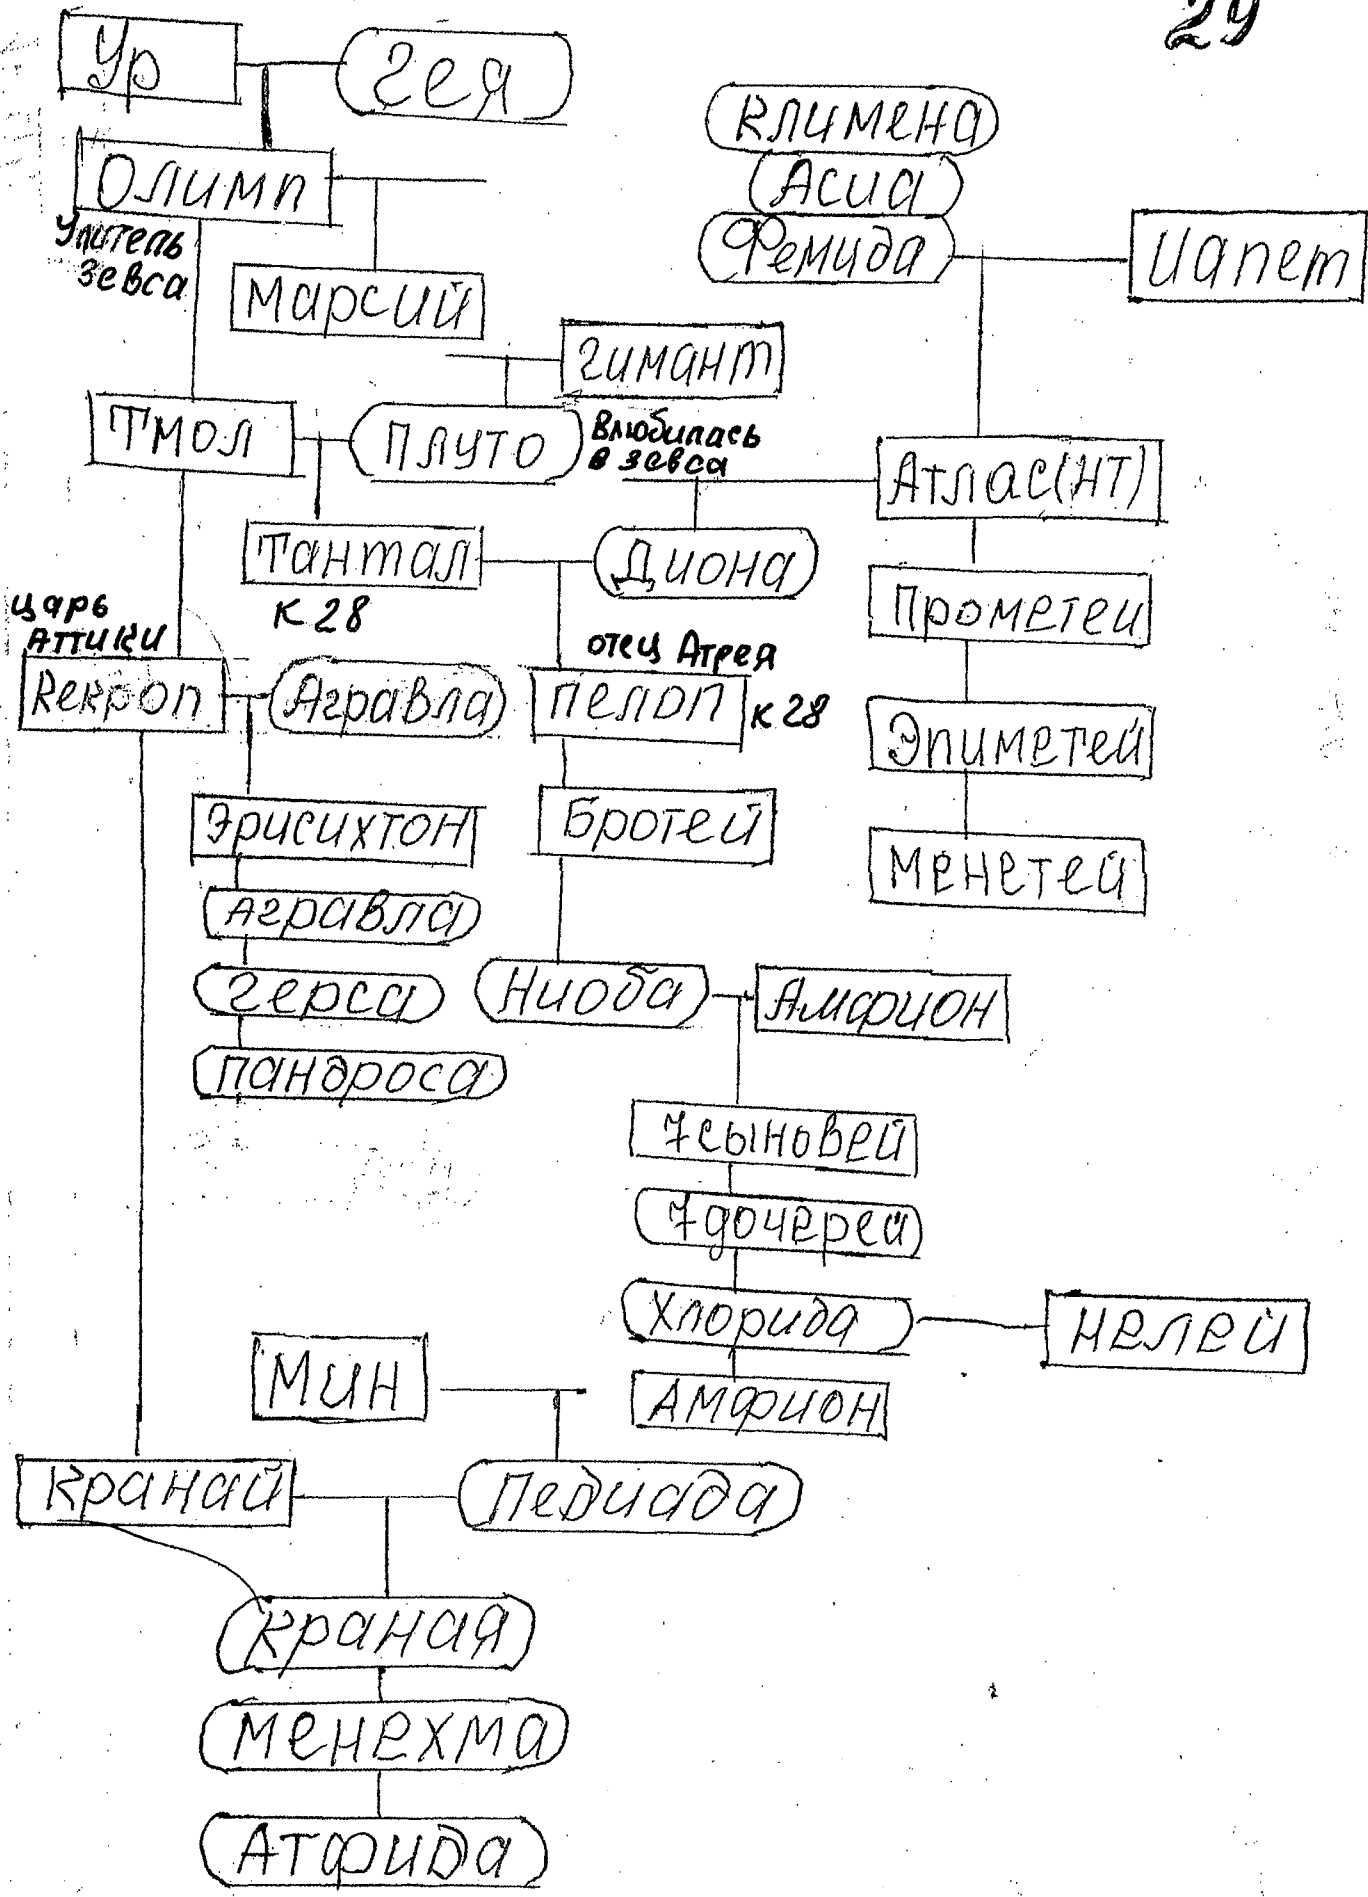 29
Ур
Гея
Климена
Асиа
Фемида
Иапет
Олимп
Учитель
Зевса
Марсий
Гимант
Тмол
Плуто
Влюбилась
в Зевса
Атлас(НТ)
Тантал
К 28
Диона
Прометей
Царь
Аттики
Кекроп
Агравла
отец Атрея
Пелоп
К 28
Эпиметей
Эрисихтон
Бротей
Менетей
Агравла
Герса
Ниоба
Амфион
Пандроса
7 сыновей
7 дочерей
Хлорида
Нелей
Мин
Амфион
Кранай
Педиада
Краная
Менехма
Атфида